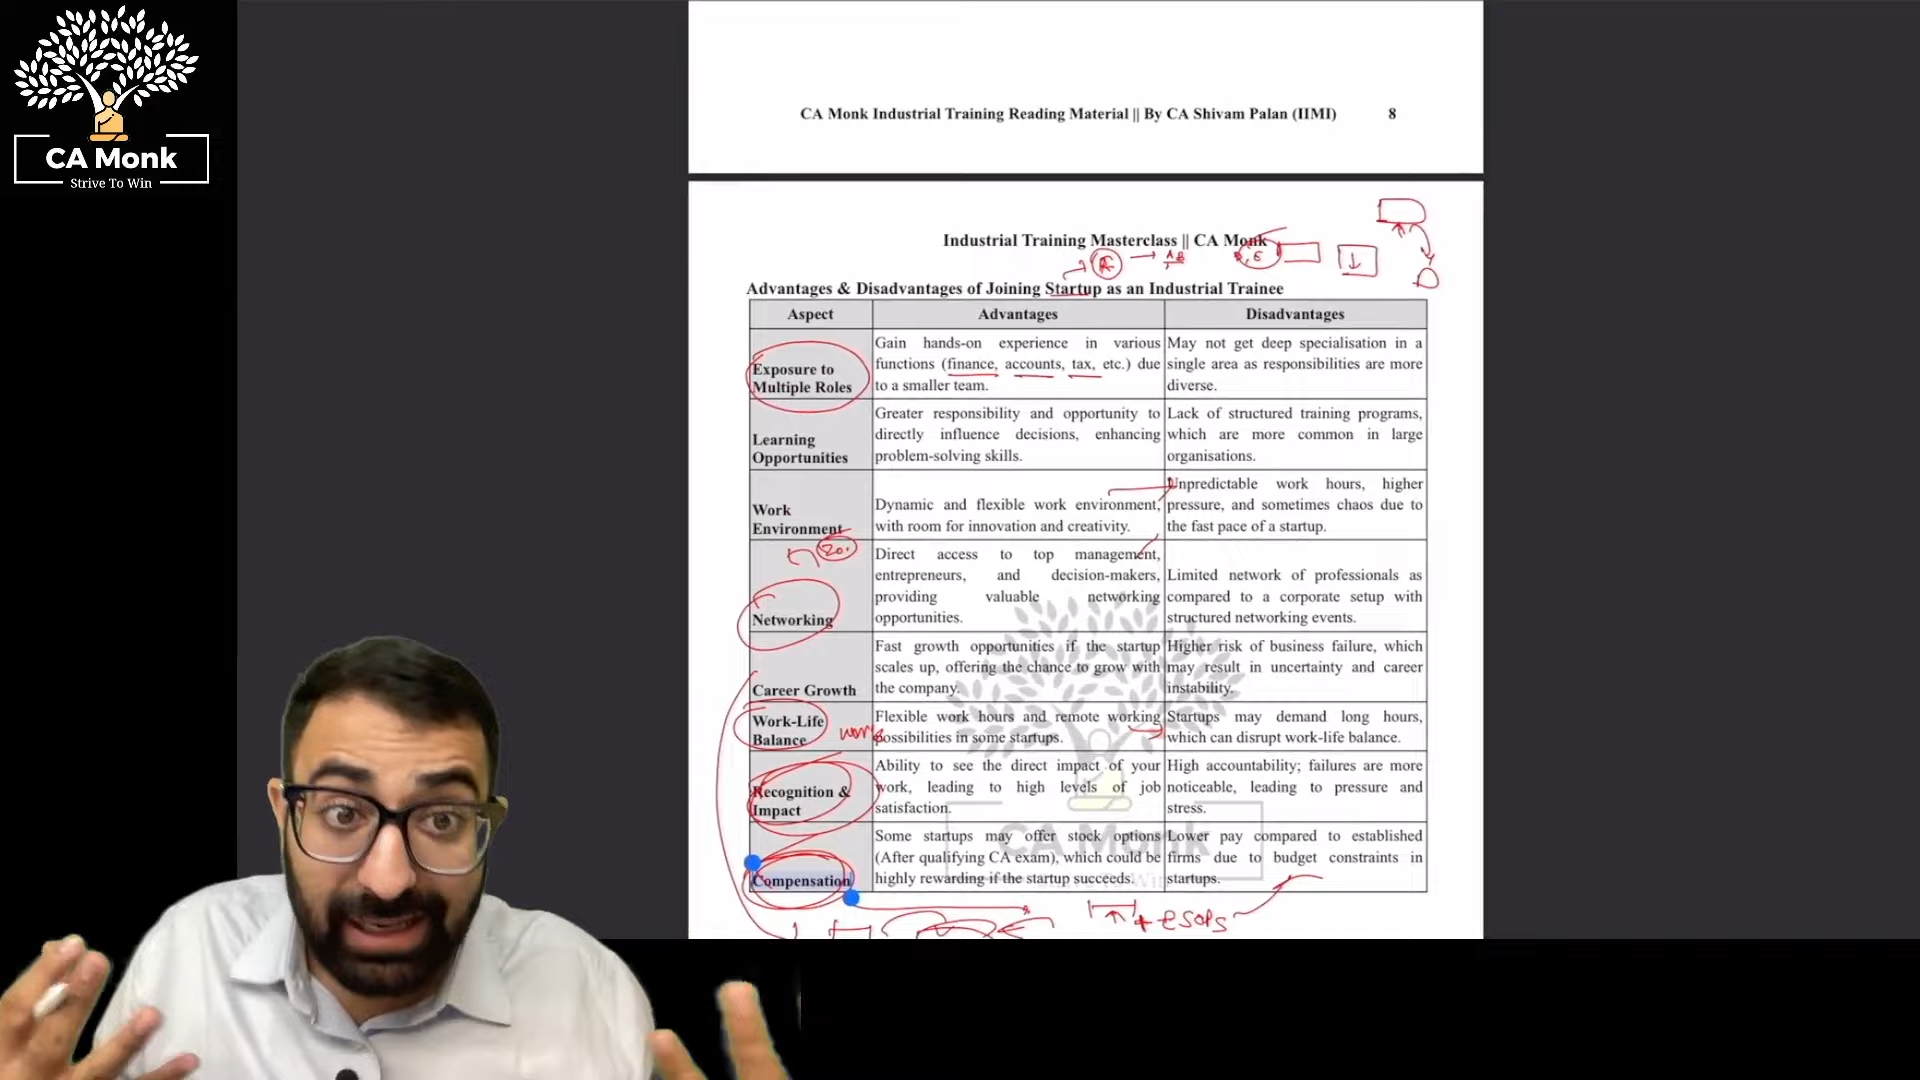 CA Monk
Strive To Win
CA Monk Industrial Training Reading Material || By CA Shivam Palan (IIMI) 8
Industrial Training Masterclass || CA Monk
Advantages & Disadvantages of Joining Startup as an Industrial Trainee
Aspect Advantages Disadvantages
Exposure to
Multiple Roles
Gain hands-on experience in various
functions (finance, accounts, tax, etc.) due
to a smaller team.
May not get deep specialisation in a
single area as responsibilities are more
diverse.
Learning
Opportunities
Greater responsibility and opportunity to
directly influence decisions, enhancing
problem-solving skills.
Lack of structured training programs,
which are more common in large
organisations.
Work
Environment
Dynamic and flexible work environment,
with room for innovation and creativity.
Unpredictable work hours, higher
pressure, and sometimes chaos due to
the fast pace of a startup.
Networking
Direct access to top management,
entrepreneurs, and decision-makers,
providing valuable networking
opportunities.
Limited network of professionals as
compared to a corporate setup with
structured networking events.
Career Growth
Fast growth opportunities if the startup
scales up, offering the chance to grow with
the company.
Higher risk of business failure, which
may result in uncertainty and career
instability.
Work-Life
Balance
Flexible work hours and remote working
possibilities in some startups.
Startups may demand long hours,
which can disrupt work-life balance.
Recognition &
Impact
Ability to see the direct impact of your
work, leading to high levels of job
satisfaction.
High accountability; failures are more
noticeable, leading to pressure and
stress.
Compensation
Some startups may offer stock options
(After qualifying CA exam), which could be
highly rewarding if the startup succeeds.
Lower pay compared to established
firms due to budget constraints in
startups.
CA Monk
+ ESOPs